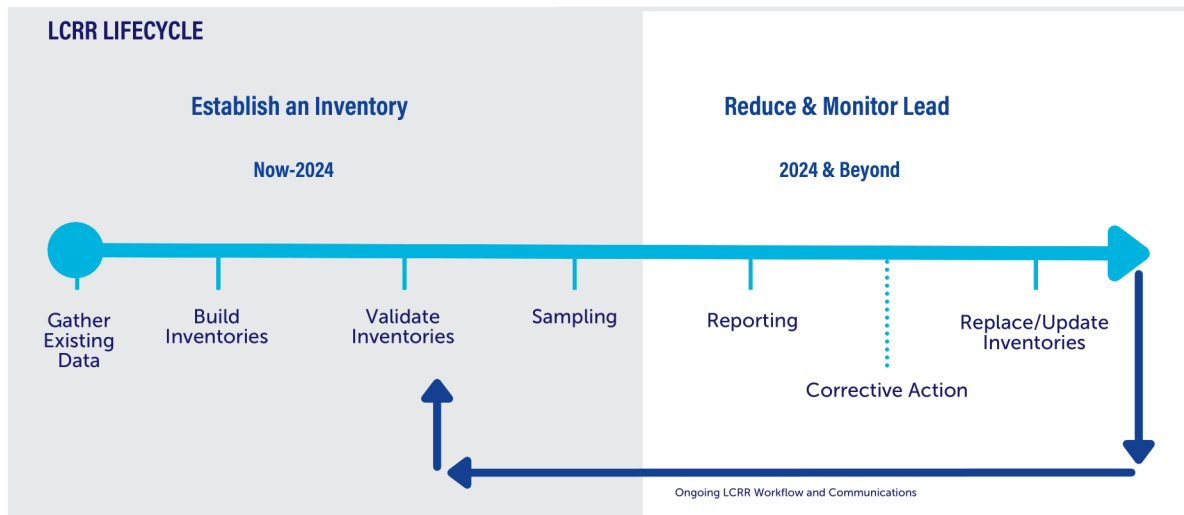 LCRR LIFECYCLE
Establish an Inventory
Now-2024
Reduce & Monitor Lead
2024 & Beyond
Gather
Existing
Data
Build
Inventories
Validate
Inventories
Sampling
Reporting
Corrective Action
Replace/Update
Inventories
Ongoing LCRR Workflow and Communications